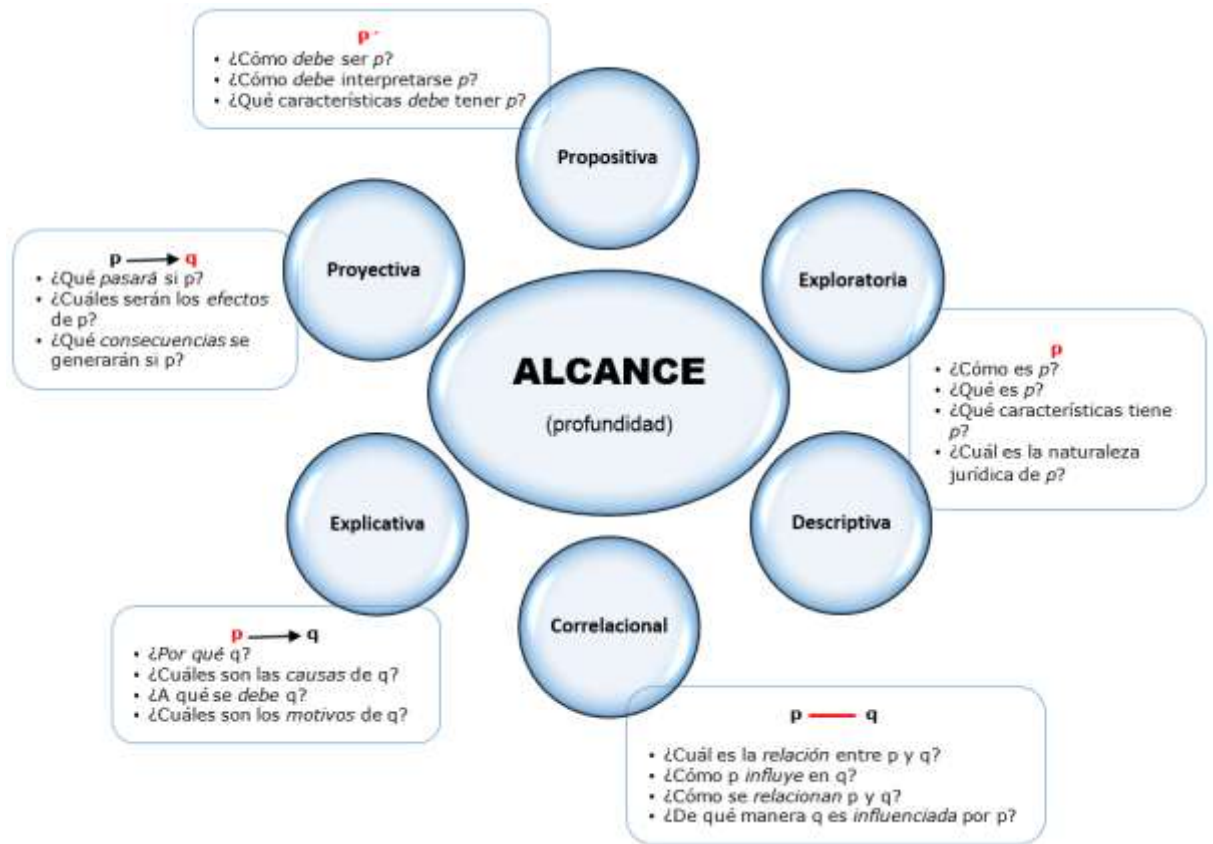 p´
• ¿Cómo debe ser p?
• ¿Cómo debe interpretarse p?
• ¿Qué características debe tener p?
Propositiva
Proyectiva
Exploratoria
p q
• ¿Qué pasará si p?
• ¿Cuáles serán los efectos
de p?
• ¿Qué consecuencias se
generarán si p?
ALCANCE
(profundidad)
p
• ¿Cómo es p?
• ¿Qué es p?
• ¿Qué características tiene
p?
• ¿Cuál es la naturaleza
jurídica de p?
Explicativa
Descriptiva
Correlacional
p q
• ¿Por qué q?
• ¿Cuáles son las causas de q?
• ¿A qué se debe q?
• ¿Cuáles son los motivos de q?
p q
• ¿Cuál es la relación entre p y q?
• ¿Cómo p influye en q?
• ¿Cómo se relacionan p y q?
• ¿De qué manera q es influenciada por p?